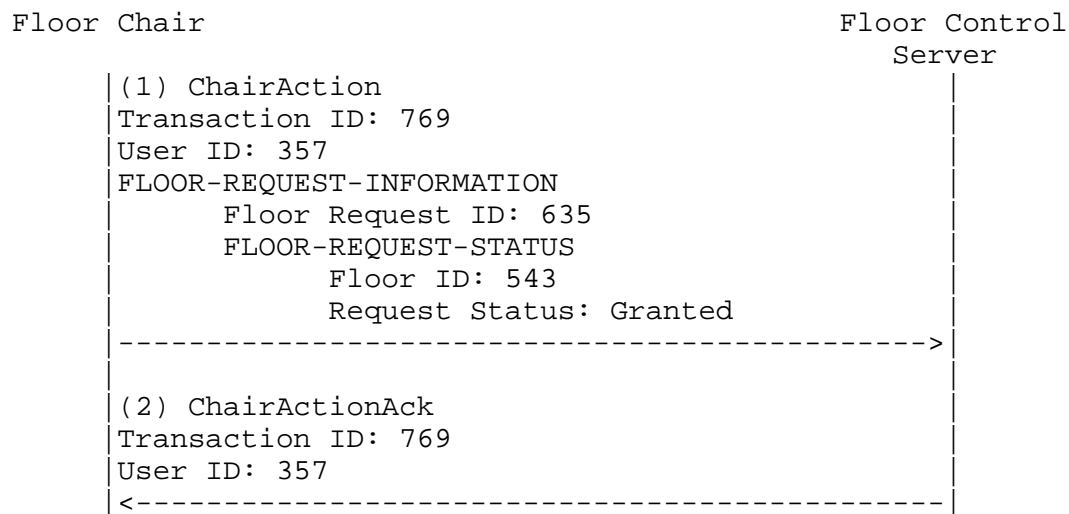 Floor Chair                                    Floor Control
                                                  Server
     |(1) ChairAction                                |
     |Transaction ID: 769                            |
     |User ID: 357                                   |
     |FLOOR-REQUEST-INFORMATION                      |
     |      Floor Request ID: 635                    |
     |      FLOOR-REQUEST-STATUS                     |
     |            Floor ID: 543                      |
     |            Request Status: Granted            |
     |---------------------------------------------->|
     |                                               |
     |(2) ChairActionAck                             |
     |Transaction ID: 769                            |
     |User ID: 357                                   |
     |<----------------------------------------------|